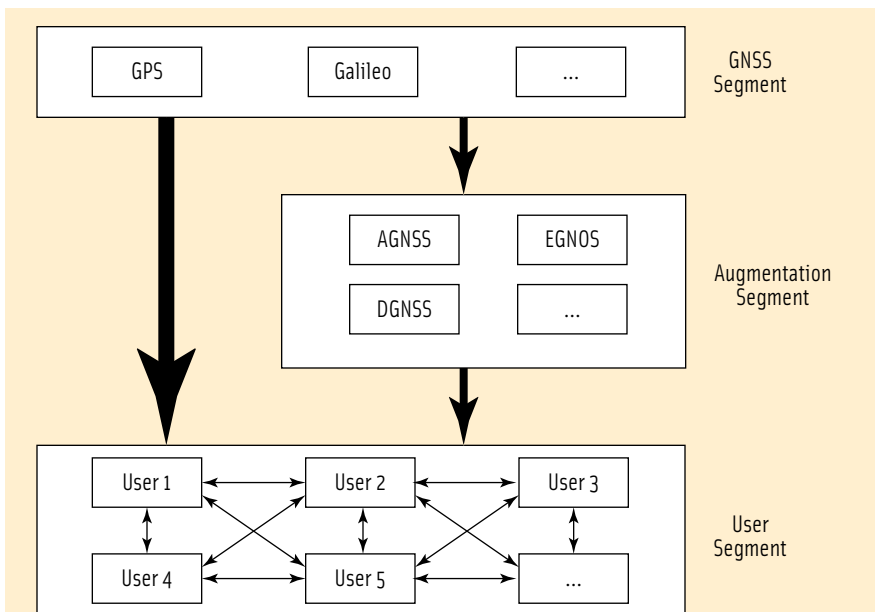 GPS
Galileo
...
GNSS
Segment
AGNSS
EGNOS
DGNSS
...
Augmentation
Segment
User 1
User 2
User 3
User 4
User 5
...
User
Segment